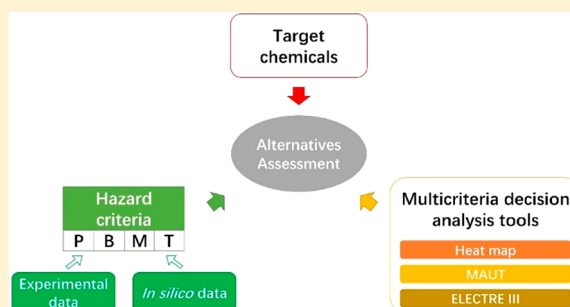 Target
chemicals
Alternatives
Assessment
Hazard
criteria
P B M T
Experimental
data
In silico data
Multicriteria decision
analysis tools
Heat map
MAUT
ELECTRE III